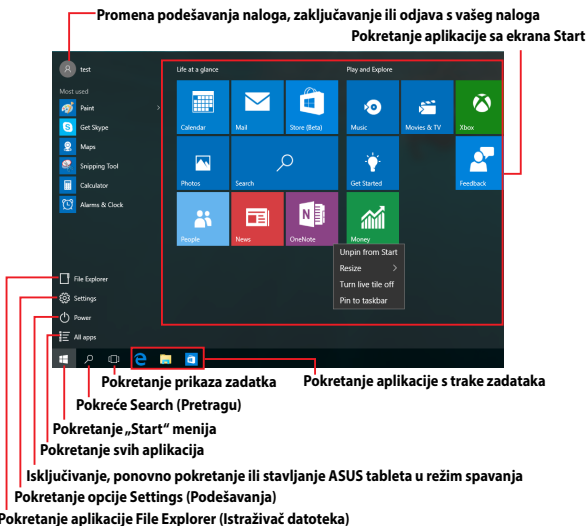 Promena podešavanja naloga, zaključavanje ili odjava s vašeg naloga
Pokretanje aplikacije sa ekrana Start
test
Most used
Paint
Get Skype
Maps
Snipping Tool
Calculator
Alarms & Clock
File Explorer
Settings
Power
All apps
Life at a glance
Play and Explore
Calendar
Mail
Store (Beta)
Music
Movies & TV
Xbox
Photos
Search
Get Started
Feedback
People
News
OneNote
Money
Unpin from Start
Resize
Turn live tile off
Pin to taskbar
Pokretanje prikaza zadatka
Pokretanje aplikacije s trake zadataka
Pokreće Search (Pretragu)
Pokretanje „Start“ menija
Pokretanje svih aplikacija
Isključivanje, ponovno pokretanje ili stavljanje ASUS tableta u režim spavanja
Pokretanje opcije Settings (Podešavanja)
Pokretanje aplikacije File Explorer (Istraživač datoteka)